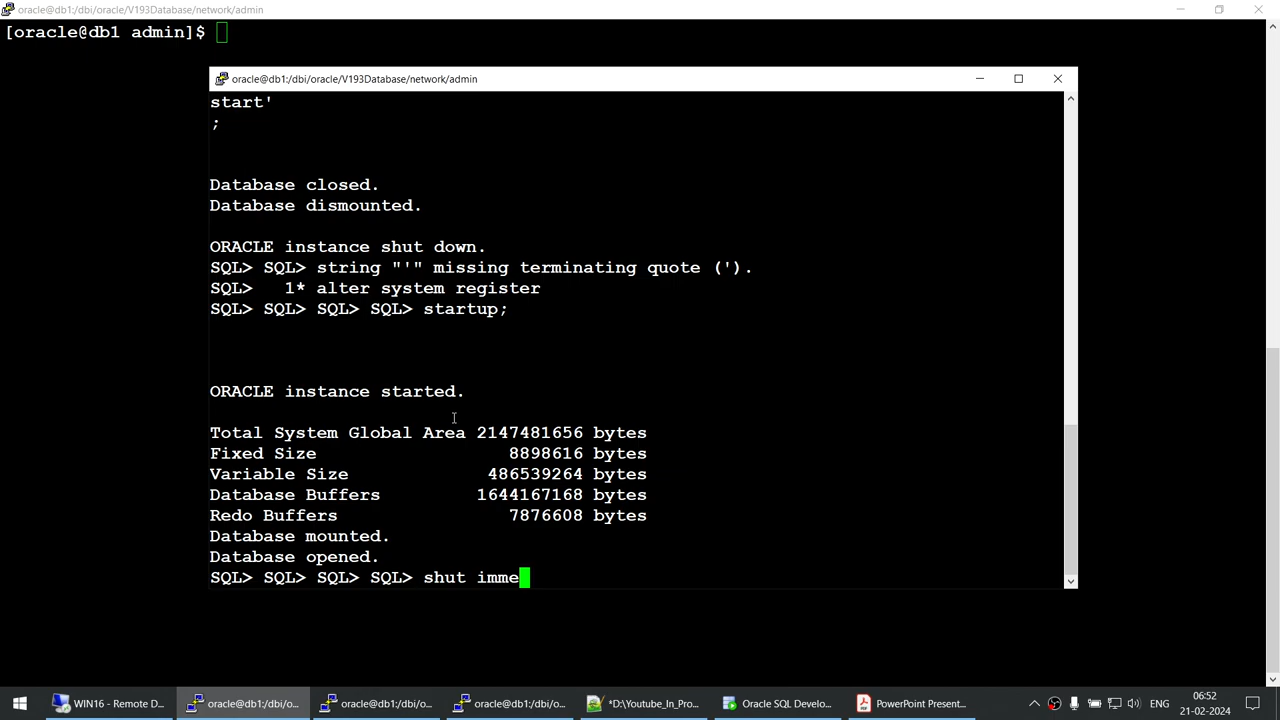 oracle@db1:/dbi/oracle/V193Database/network/admin
[oracle@db1 admin]$
oracle@db1:/dbi/oracle/V193Database/network/admin
start'
;
Database closed.
Database dismounted.
ORACLE instance shut down.
SQL> SQL> string "'" missing terminating quote (').
SQL>   1* alter system register
SQL> SQL> SQL> SQL> startup;
ORACLE instance started.
Total System Global Area 2147481656 bytes
Fixed Size                  8898616 bytes
Variable Size             486539264 bytes
Database Buffers         1644167168 bytes
Redo Buffers                7876608 bytes
Database mounted.
Database opened.
SQL> SQL> SQL> SQL> shut imme
WIN16 - Remote D... oracle@db1:/dbi/o... oracle@db1:/dbi/o... oracle@db1:/dbi/o... *D:\Youtube_In_Pro... Oracle SQL Develo... PowerPoint Present... ENG 06:52
21-02-2024